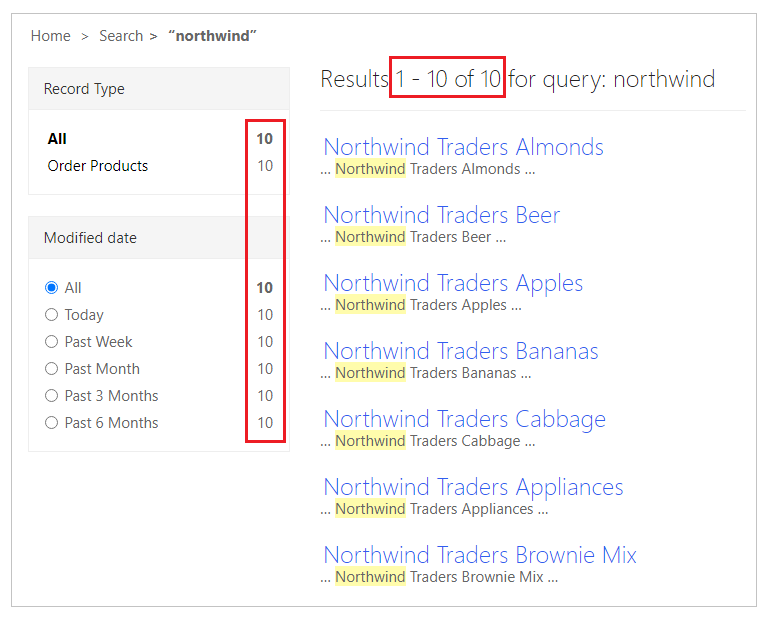 Home > Search > “northwind”
Record Type
All 10
Order Products 10
Modified date
All 10
Today 10
Past Week 10
Past Month 10
Past 3 Months 10
Past 6 Months 10
Results 1 - 10 of 10 for query: northwind
Northwind Traders Almonds
... Northwind Traders Almonds ...
Northwind Traders Beer
... Northwind Traders Beer ...
Northwind Traders Apples
... Northwind Traders Apples ...
Northwind Traders Bananas
... Northwind Traders Bananas ...
Northwind Traders Cabbage
... Northwind Traders Cabbage ...
Northwind Traders Appliances
... Northwind Traders Appliances ...
Northwind Traders Brownie Mix
... Northwind Traders Brownie Mix ...